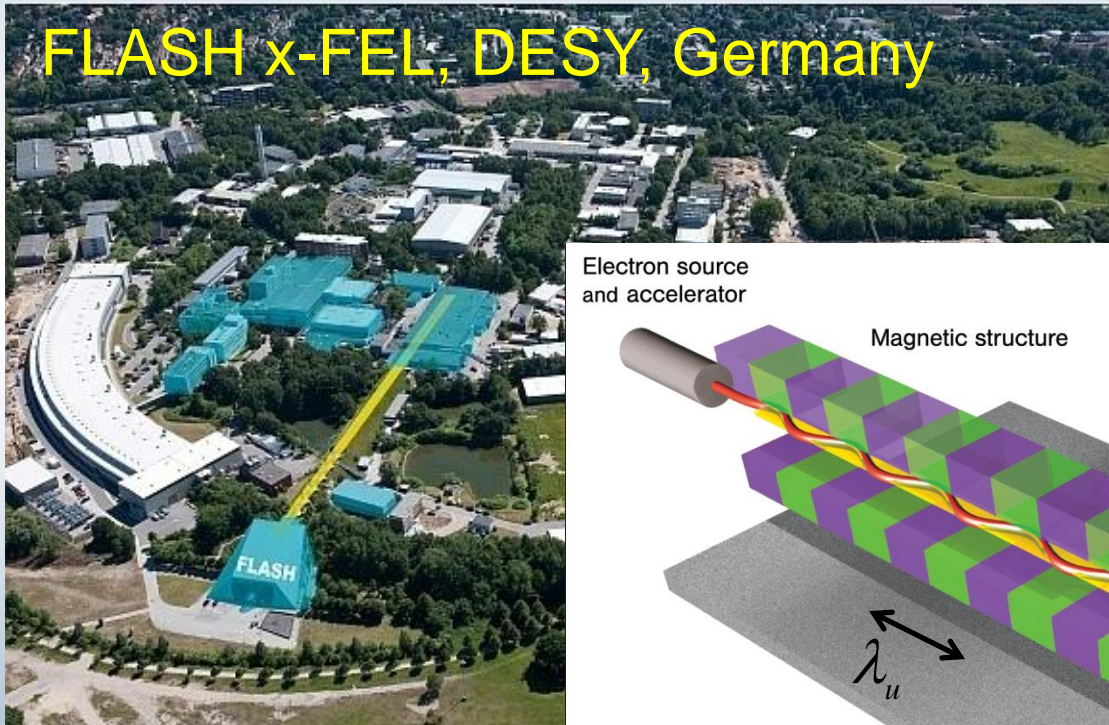 FLASH x-FEL, DESY, Germany
Electron source
and accelerator
Magnetic structure
FLASH
λu